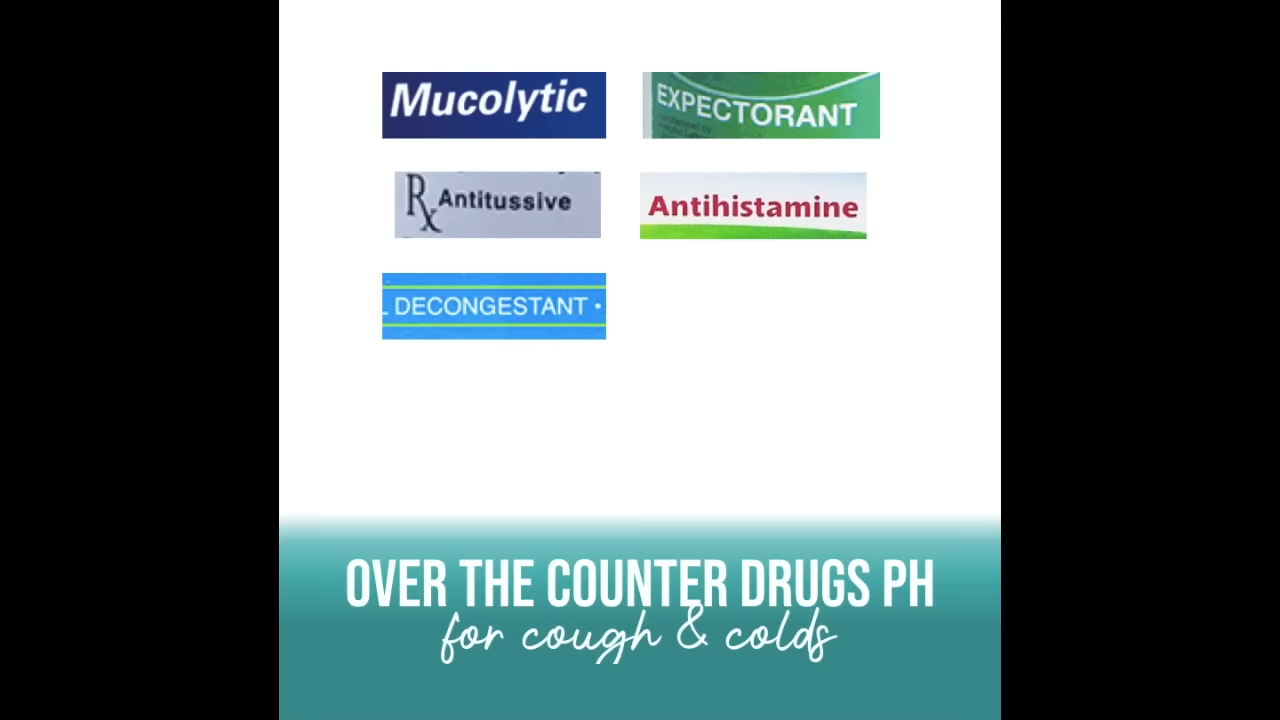 Mucolytic
EXPECTORANT
Rx Antitussive
Antihistamine
DECONGESTANT •
OVER THE COUNTER DRUGS PH
for cough & colds